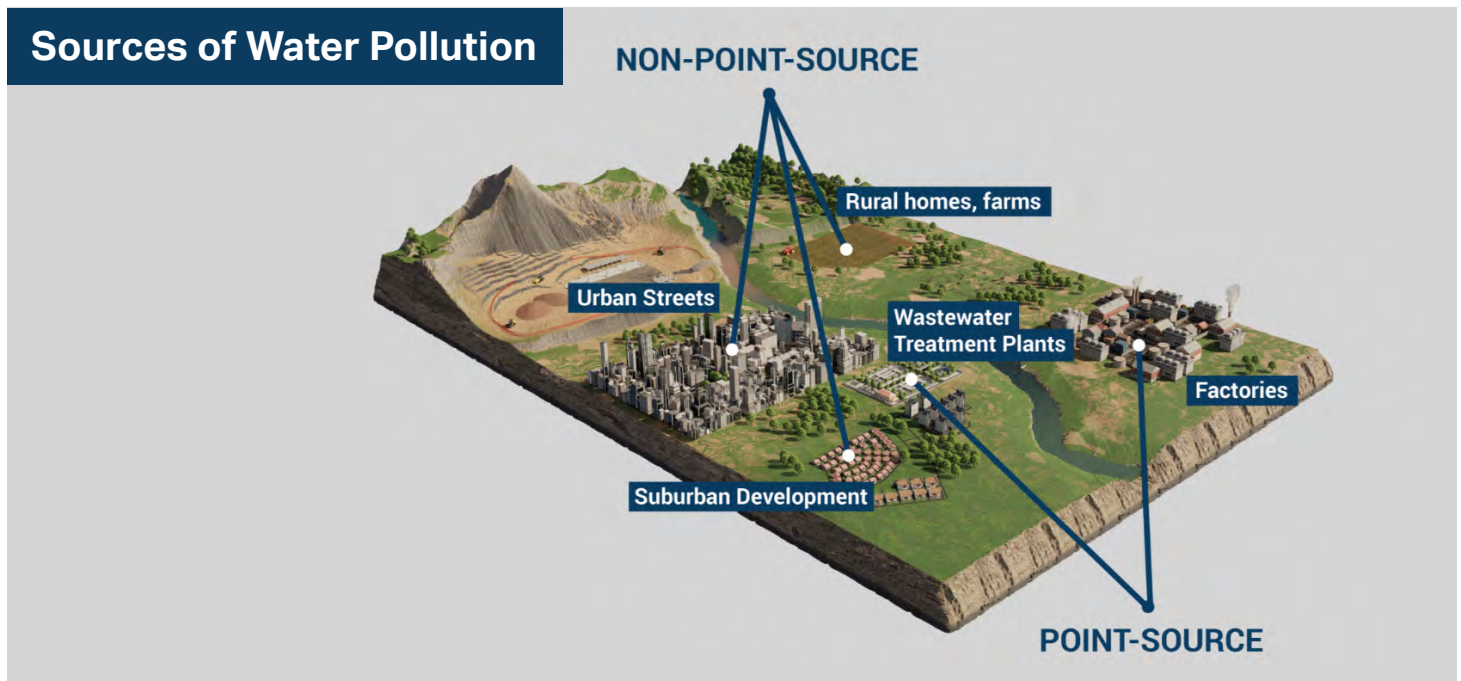 Sources of Water Pollution
NON-POINT-SOURCE
Rural homes, farms
Urban Streets
Wastewater
Treatment Plants
Factories
Suburban Development
POINT-SOURCE